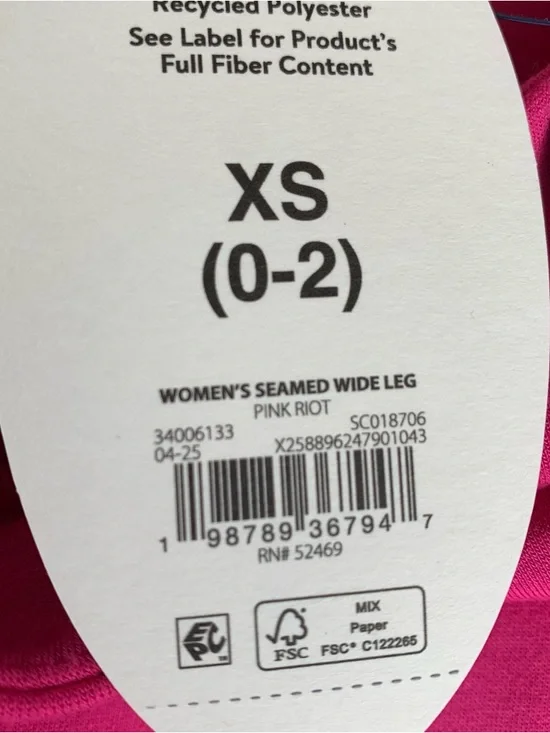 Recycled Polyester
See Label for Product's
Full Fiber Content
XS
(0-2)
WOMEN'S SEAMED WIDE LEG
PINK RIOT
34006133 SC018706
04-25 X258896247901043
1 98789 36794 7
RN# 52469
EcPc™
FSC
MIX
Paper
FSC® C122265